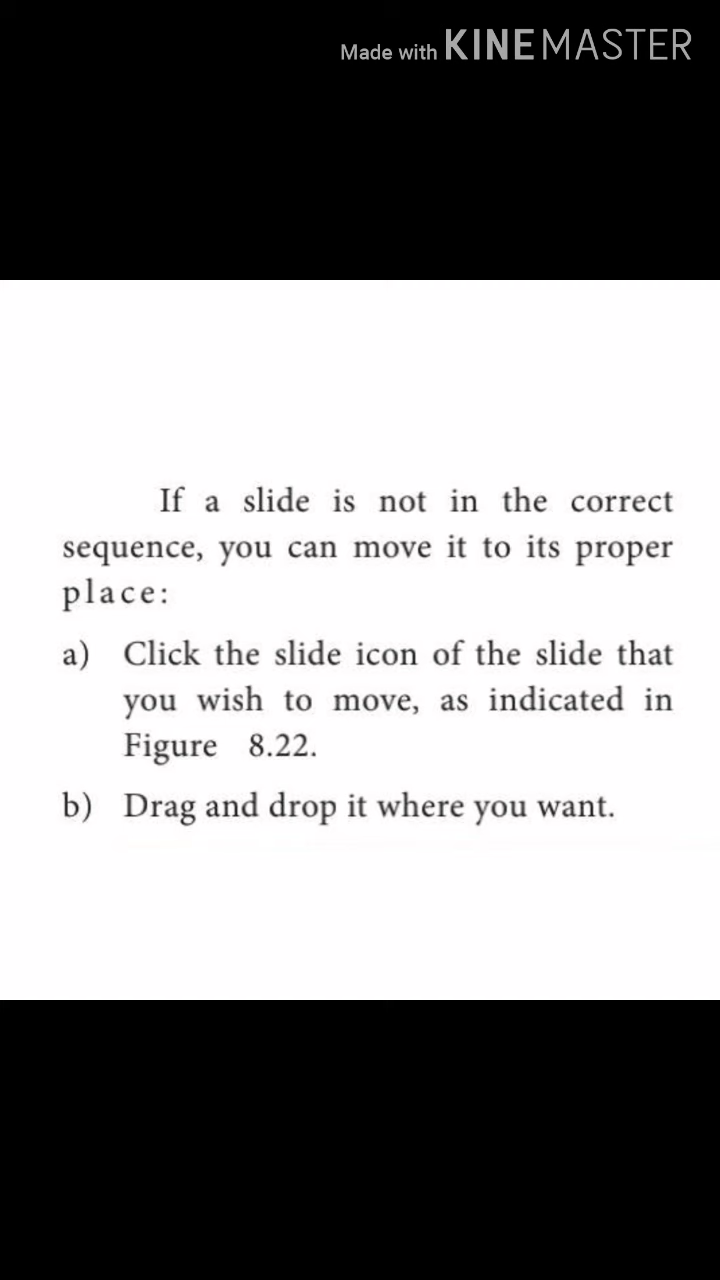 Made with KINEMASTER
If a slide is not in the correct
sequence, you can move it to its proper
place:
a) Click the slide icon of the slide that
you wish to move, as indicated in
Figure 8.22.
b) Drag and drop it where you want.